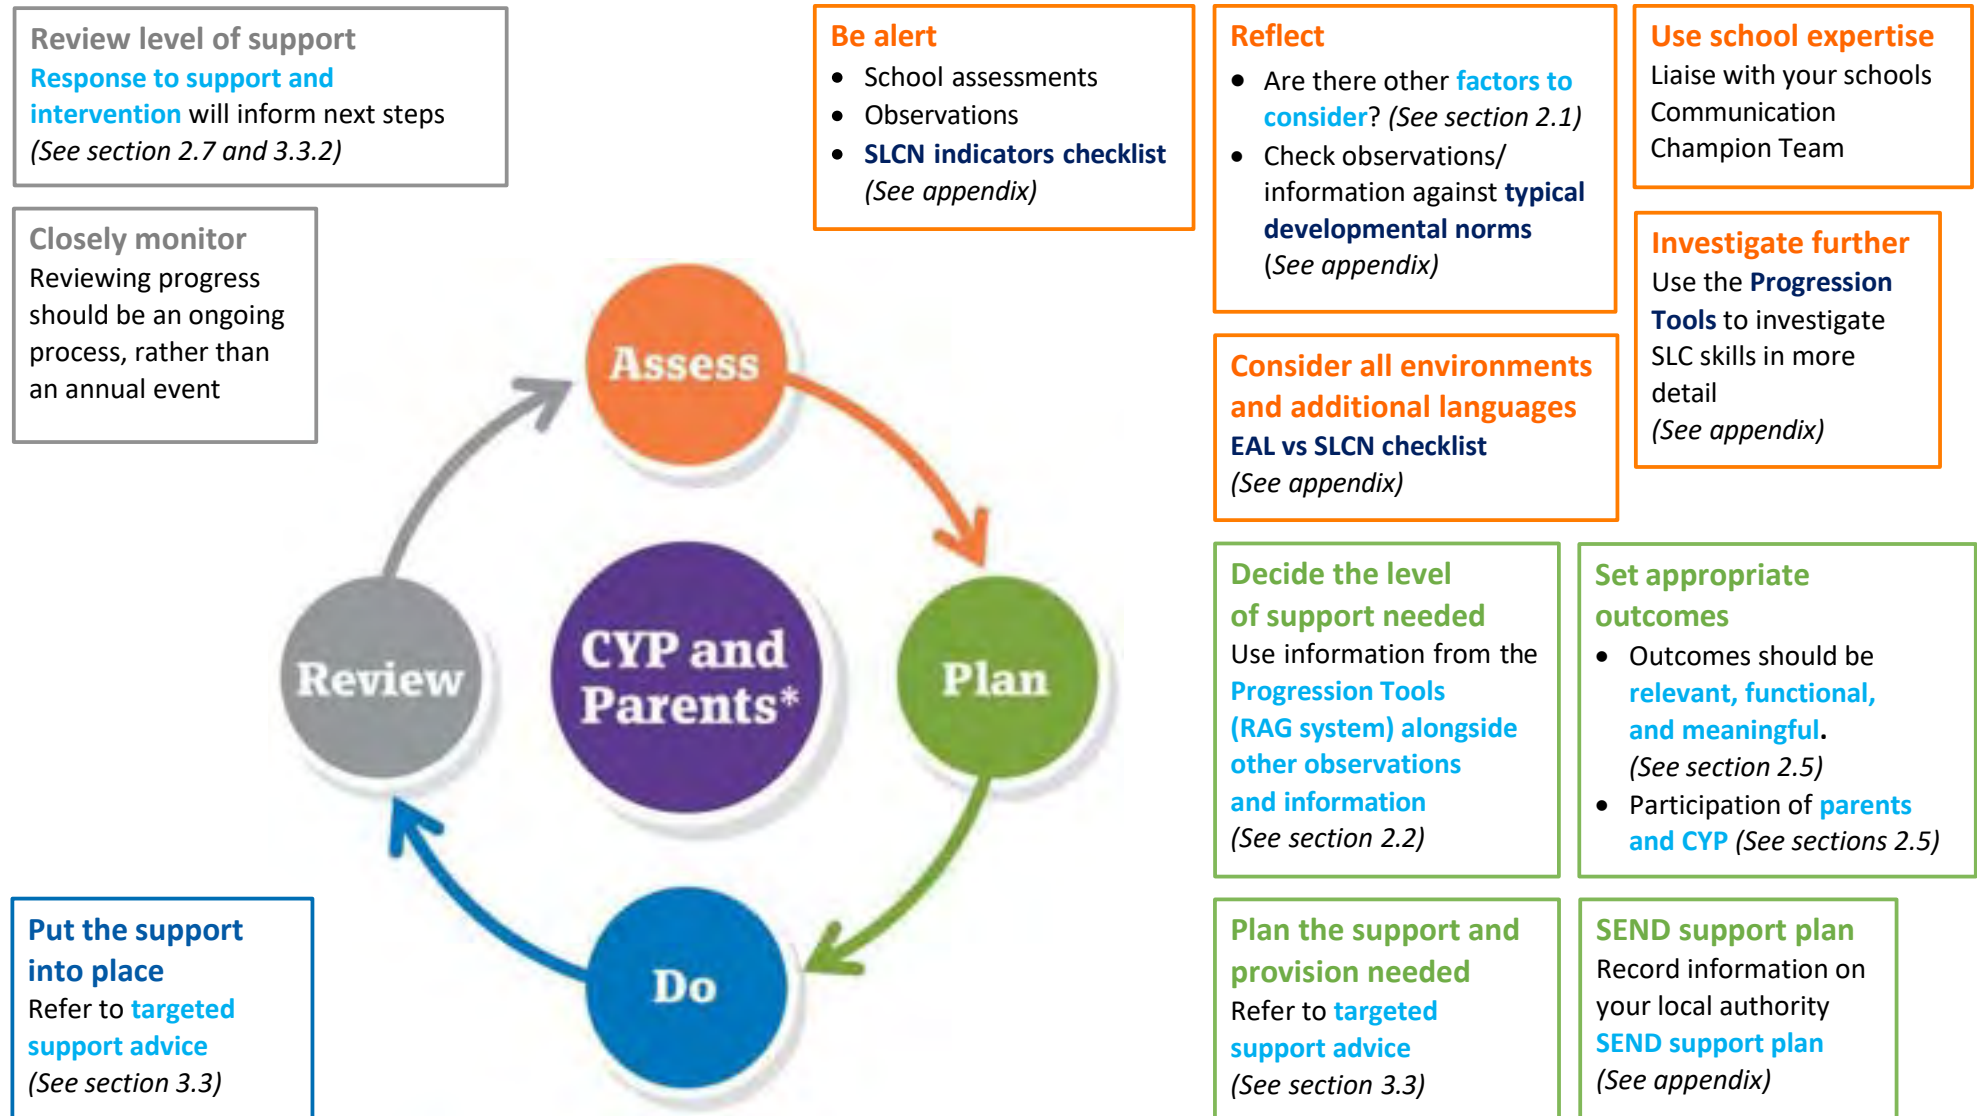 Review level of support
Response to support and
intervention will inform next steps
(See section 2.7 and 3.3.2)
Closely monitor
Reviewing progress
should be an ongoing
process, rather than
an annual event
Be alert
• School assessments
• Observations
• SLCN indicators checklist
(See appendix)
Reflect
• Are there other factors to
consider? (See section 2.1)
• Check observations/
information against typical
developmental norms
(See appendix)
Use school expertise
Liaise with your schools
Communication
Champion Team
Investigate further
Use the Progression
Tools to investigate
SLC skills in more
detail
(See appendix)
Consider all environments
and additional languages
EAL vs SLCN checklist
(See appendix)
Assess
Review
CYP and
Parents*
Plan
Do
Decide the level
of support needed
Use information from the
Progression Tools
(RAG system) alongside
other observations
and information
(See section 2.2)
Set appropriate
outcomes
• Outcomes should be
relevant, functional,
and meaningful.
(See section 2.5)
• Participation of parents
and CYP (See sections 2.5)
Put the support
into place
Refer to targeted
support advice
(See section 3.3)
Plan the support and
provision needed
Refer to targeted
support advice
(See section 3.3)
SEND support plan
Record information on
your local authority
SEND support plan
(See appendix)